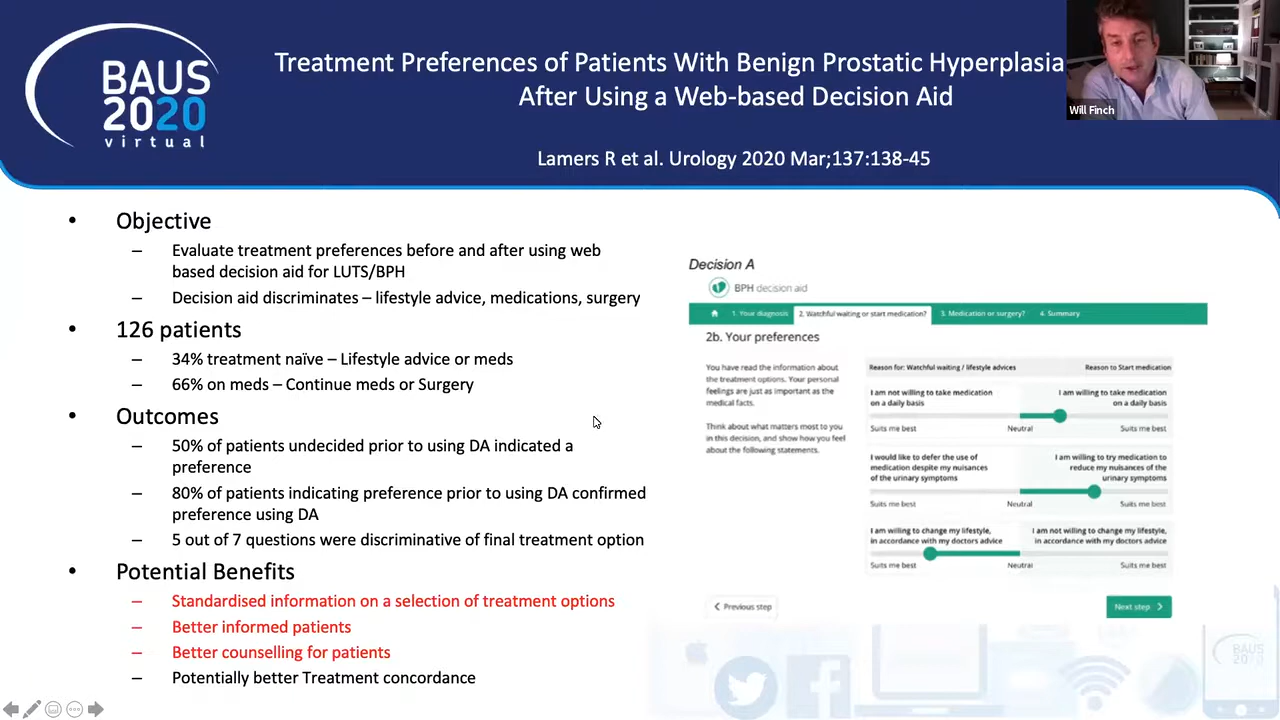 BAUS
2020
virtual
Treatment Preferences of Patients With Benign Prostatic Hyperplasia
After Using a Web-based Decision Aid
Lamers R et al. Urology 2020 Mar;137:138-45
Will Finch
• Objective
– Evaluate treatment preferences before and after using web
based decision aid for LUTS/BPH
– Decision aid discriminates – lifestyle advice, medications, surgery
• 126 patients
– 34% treatment naïve – Lifestyle advice or meds
– 66% on meds – Continue meds or Surgery
• Outcomes
– 50% of patients undecided prior to using DA indicated a
preference
– 80% of patients indicating preference prior to using DA confirmed
preference using DA
– 5 out of 7 questions were discriminative of final treatment option
• Potential Benefits
– Standardised information on a selection of treatment options
– Better informed patients
– Better counselling for patients
– Potentially better Treatment concordance
Decision A
BPH decision aid
1. Your diagnosis 2. Watchful waiting or start medication? 3. Medication or surgery? 4. Summary
2b. Your preferences
You have read the information about
the treatment options. Your personal
feelings are just as important as the
medical facts.
Think about what matters most to you
in this decision, and show how you feel
about the following statements.
Reason for: Watchful waiting / lifestyle advices Reason to Start medication
I am not willing to take medication I am willing to take medication
on a daily basis on a daily basis
Suits me best Neutral Suits me best
I would like to defer the use of I am willing to try medication to
medication despite my nuisances reduce my nuisances of the
of the urinary symptoms urinary symptoms
Suits me best Neutral Suits me best
I am willing to change my lifestyle, I am not willing to change my lifestyle,
in accordance with my doctors advice in accordance with my doctors advice
Suits me best Neutral Suits me best
Previous step Next step
BAUS
2020